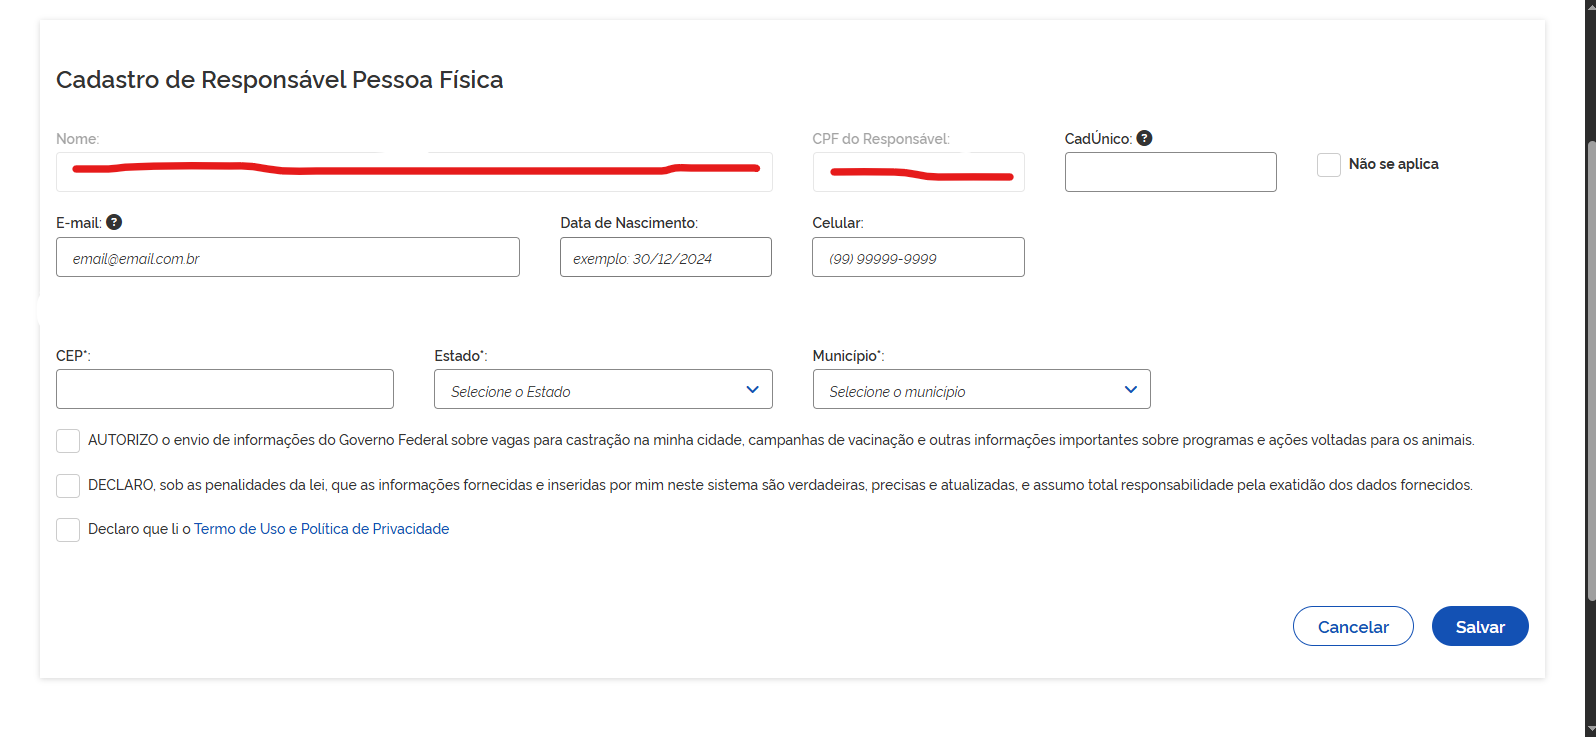 Cadastro de Responsável Pessoa Física
Nome: CPF do Responsável: CadÚnico: ?
Não se aplica
E-mail: ? Data de Nascimento: Celular:
email@email.com.br exemplo: 30/12/2024 (99) 99999-9999
CEP*: Estado*: Município*:
Selecione o Estado Selecione o município
AUTORIZO o envio de informações do Governo Federal sobre vagas para castração na minha cidade, campanhas de vacinação e outras informações importantes sobre programas e ações voltadas para os animais.
DECLARO, sob as penalidades da lei, que as informações fornecidas e inseridas por mim neste sistema são verdadeiras, precisas e atualizadas, e assumo total responsabilidade pela exatidão dos dados fornecidos.
Declaro que li o Termo de Uso e Política de Privacidade
Cancelar Salvar